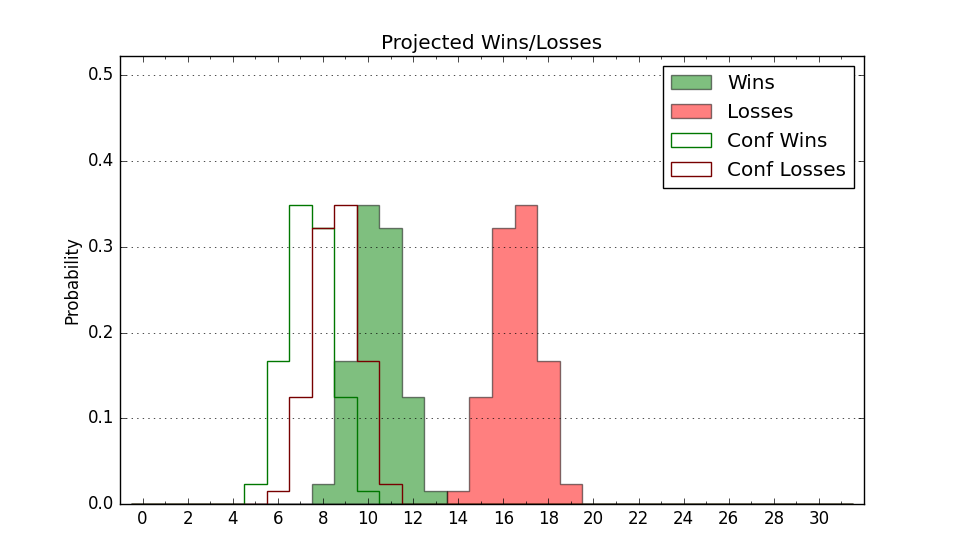 Projected Wins/Losses
0.5
0.4
0.3
0.2
0.1
0.0
Probability
Wins
Losses
Conf Wins
Conf Losses
0 2 4 6 8 10 12 14 16 18 20 22 24 26 28 30